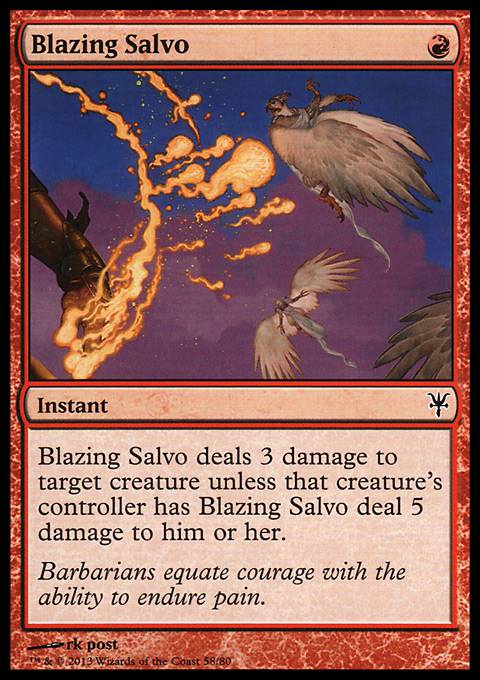 Blazing Salvo
Instant
Blazing Salvo deals 3 damage to
target creature unless that creature's
controller has Blazing Salvo deal 5
damage to him or her.
Barbarians equate courage with the
ability to endure pain.
rk post
™ & © 2013 Wizards of the Coast 58/80